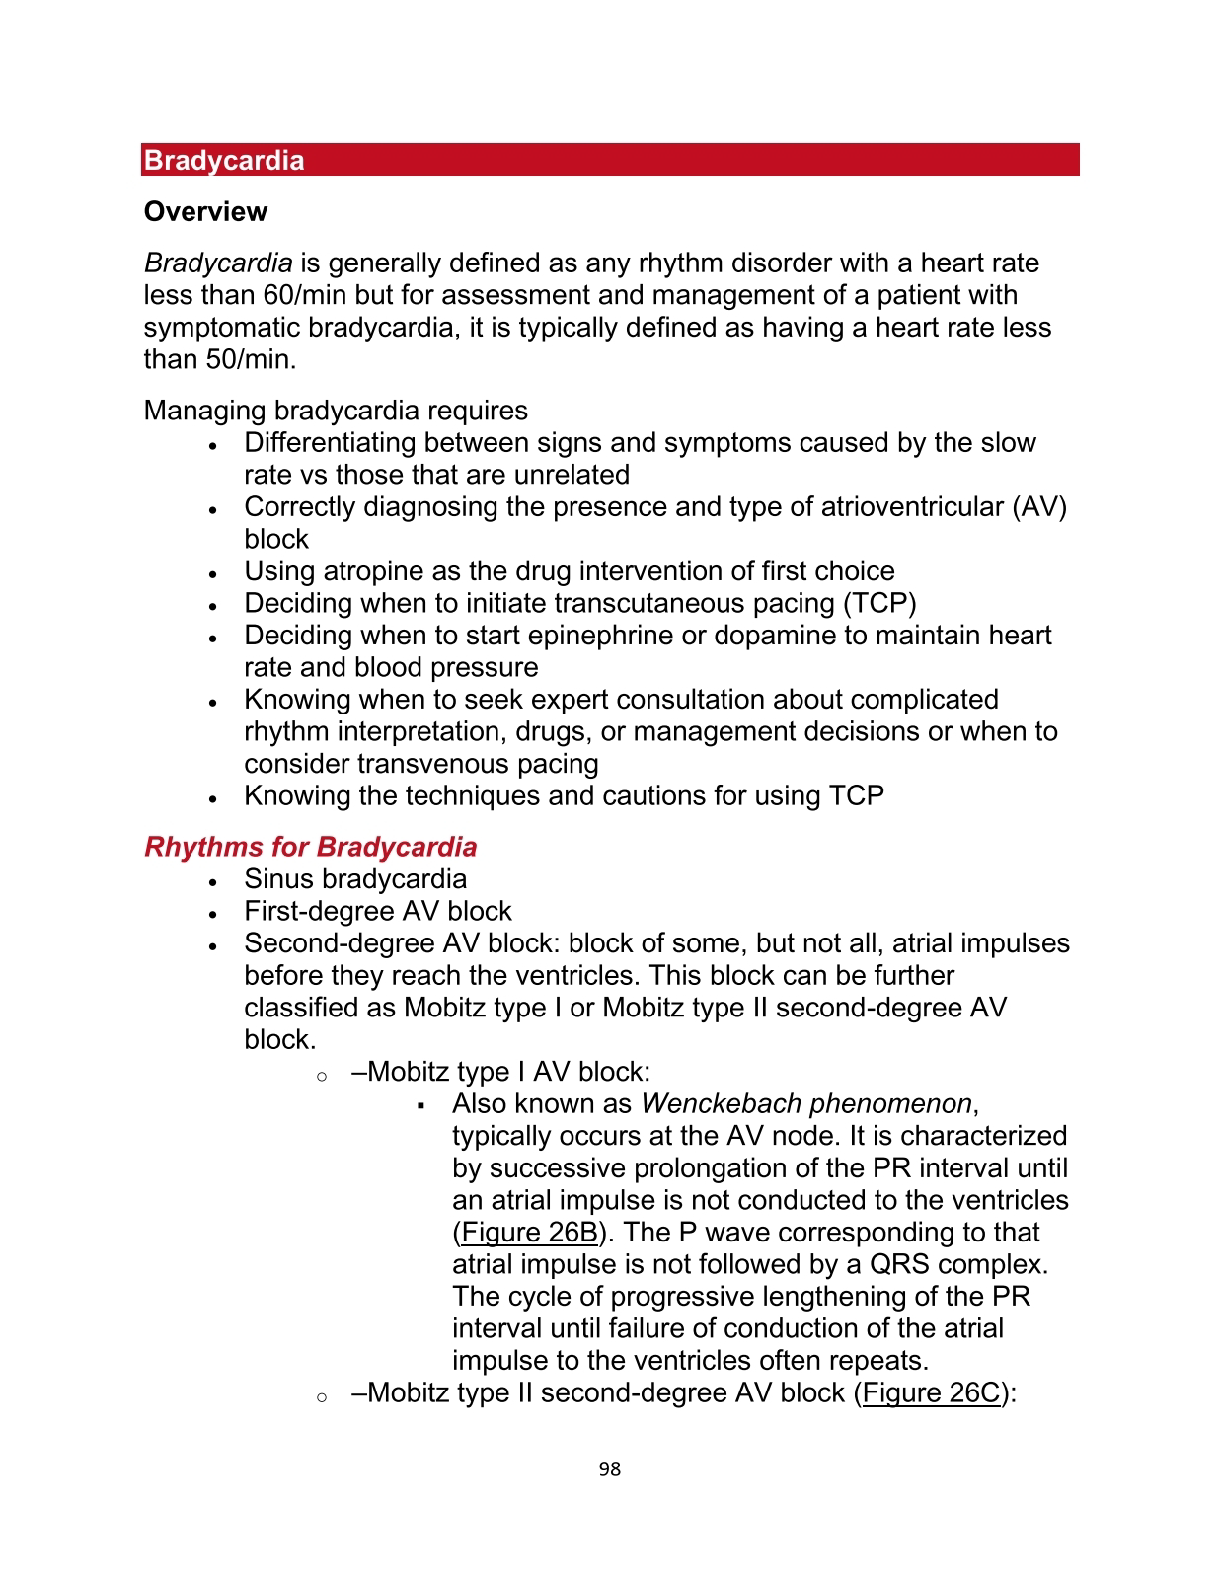 Bradycardia
Overview
Bradycardia is generally defined as any rhythm disorder with a heart rate
less than 60/min but for assessment and management of a patient with
symptomatic bradycardia, it is typically defined as having a heart rate less
than 50/min.
Managing bradycardia requires
• Differentiating between signs and symptoms caused by the slow
rate vs those that are unrelated
• Correctly diagnosing the presence and type of atrioventricular (AV)
block
• Using atropine as the drug intervention of first choice
• Deciding when to initiate transcutaneous pacing (TCP)
• Deciding when to start epinephrine or dopamine to maintain heart
rate and blood pressure
• Knowing when to seek expert consultation about complicated
rhythm interpretation, drugs, or management decisions or when to
consider transvenous pacing
• Knowing the techniques and cautions for using TCP
Rhythms for Bradycardia
• Sinus bradycardia
• First-degree AV block
• Second-degree AV block: block of some, but not all, atrial impulses
before they reach the ventricles. This block can be further
classified as Mobitz type I or Mobitz type II second-degree AV
block.
o –Mobitz type I AV block:
▪ Also known as Wenckebach phenomenon,
typically occurs at the AV node. It is characterized
by successive prolongation of the PR interval until
an atrial impulse is not conducted to the ventricles
(Figure 26B). The P wave corresponding to that
atrial impulse is not followed by a QRS complex.
The cycle of progressive lengthening of the PR
interval until failure of conduction of the atrial
impulse to the ventricles often repeats.
o –Mobitz type II second-degree AV block (Figure 26C):
98